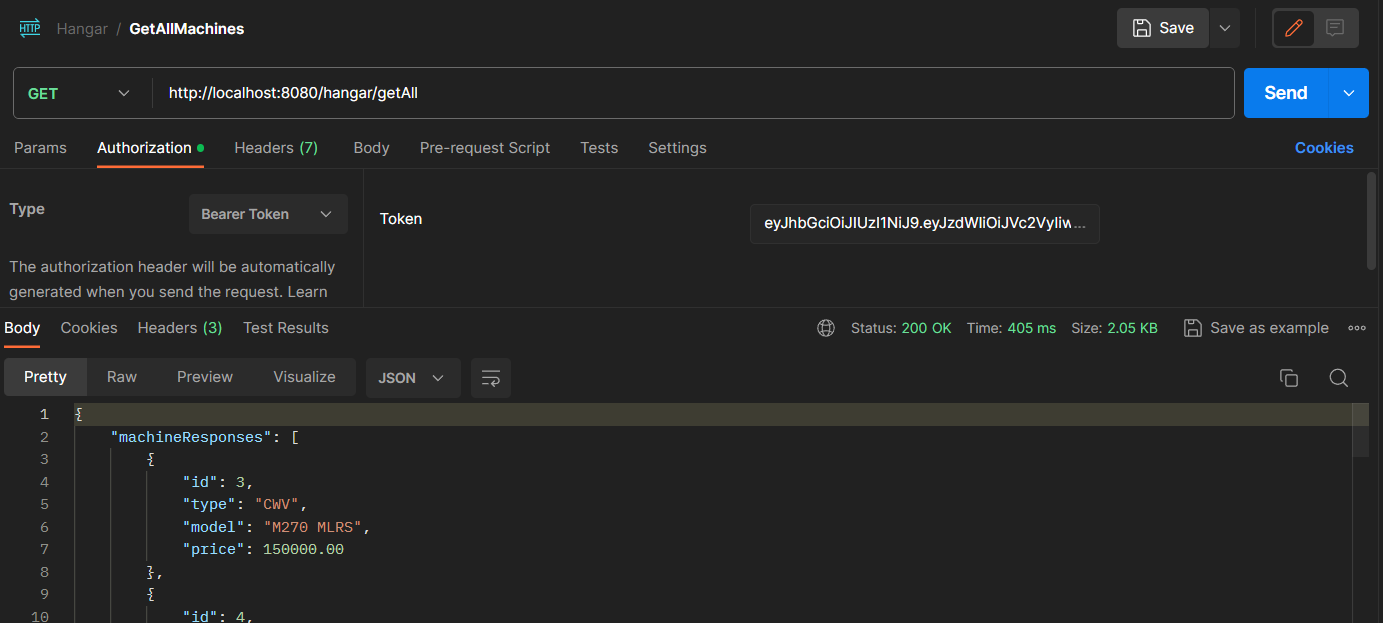 HTTP Hangar / GetAllMachines Save
GET http://localhost:8080/hangar/getAll Send
Params Authorization Headers (7) Body Pre-request Script Tests Settings Cookies
Type Bearer Token Token eyJhbGciOiJIUzI1NiJ9.eyJzdWIiOiJVc2VyIiw...
The authorization header will be automatically
generated when you send the request. Learn
Body Cookies Headers (3) Test Results Status: 200 OK Time: 405 ms Size: 2.05 KB Save as example
Pretty Raw Preview Visualize JSON
1 {
2 "machineResponses": [
3 {
4 "id": 3,
5 "type": "CWV",
6 "model": "M270 MLRS",
7 "price": 150000.00
8 },
9 {
10 "id": 4,